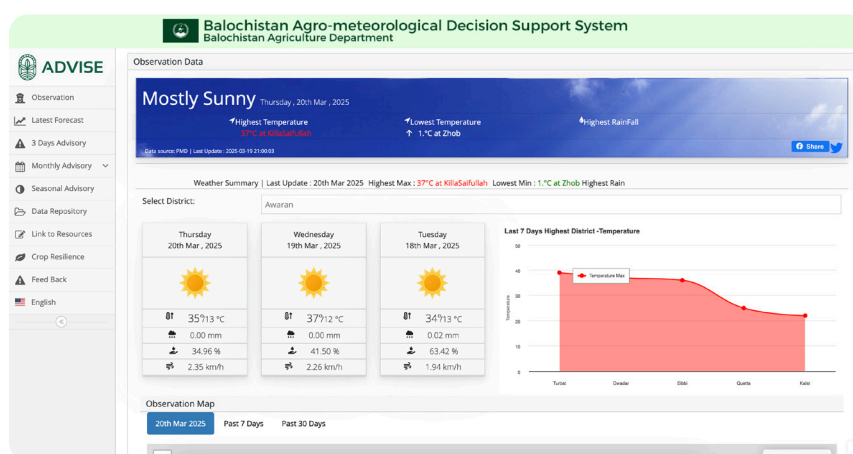 Balochistan Agro-meteorological Decision Support System
Balochistan Agriculture Department
ADVISE
Observation
Latest Forecast
3 Days Advisory
Monthly Advisory
Seasonal Advisory
Data Repository
Link to Resources
Crop Resilience
Feed Back
English
Observation Data
Mostly Sunny Thursday , 20th Mar , 2025
Highest Temperature
37°C at KillaSaifullah
Lowest Temperature
1.°C at Zhob
Highest RainFall
Data source: PMD | Last Update : 2025-03-19 21:00:03
Share
Weather Summary | Last Update : 20th Mar 2025 Highest Max : 37°C at KillaSaifullah Lowest Min : 1.°C at Zhob Highest Rain
Select District:
Awaran
Thursday
20th Mar , 2025
35°/13 °C
0.00 mm
34.96 %
2.35 km/h
Wednesday
19th Mar , 2025
37°/12 °C
0.00 mm
41.50 %
2.26 km/h
Tuesday
18th Mar , 2025
34°/13 °C
0.02 mm
63.42 %
1.94 km/h
Last 7 Days Highest District -Temperature
Temperature Max
Temperature
50
40
30
20
10
0
Turbat
Gwadar
Sibbi
Quetta
Kalat
Observation Map
20th Mar 2025
Past 7 Days
Past 30 Days